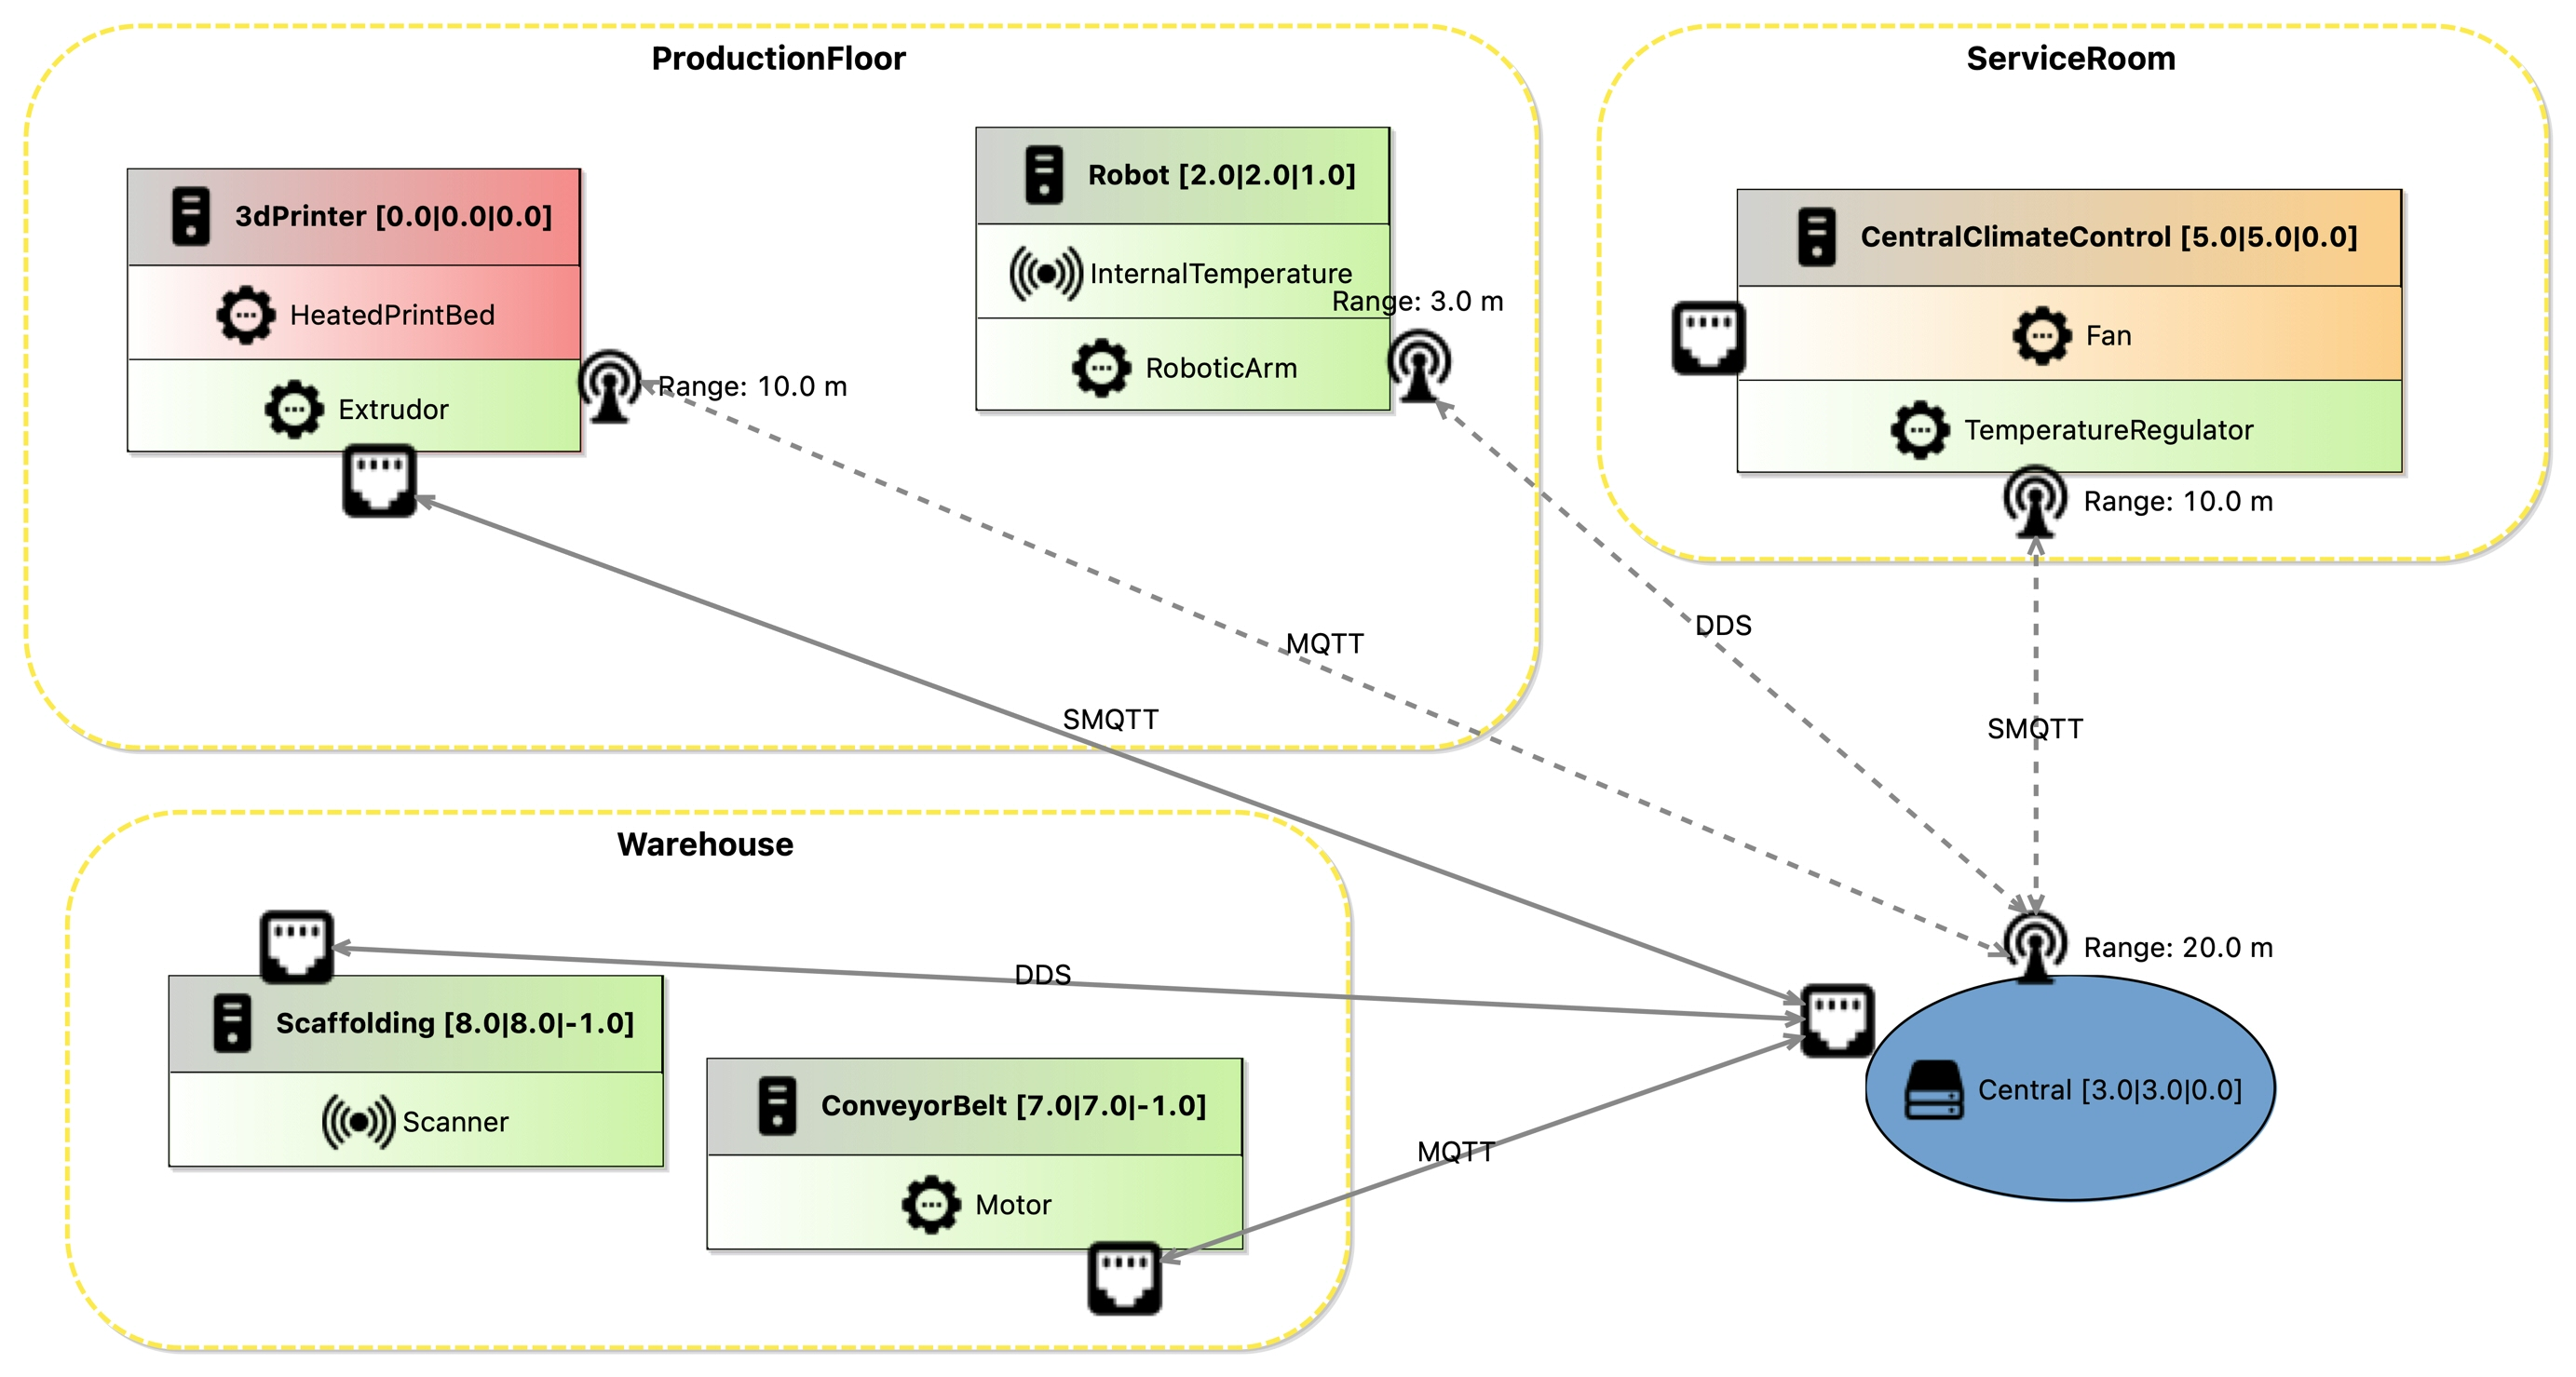 ProductionFloor
3dPrinter [0.0|0.0|0.0]
HeatedPrintBed
Extrudor
Range: 10.0 m
Robot [2.0|2.0|1.0]
InternalTemperature
Range: 3.0 m
RoboticArm
ServiceRoom
CentralClimateControl [5.0|5.0|0.0]
Fan
TemperatureRegulator
Range: 10.0 m
MQTT
DDS
SMQTT
SMQTT
Warehouse
Scaffolding [8.0|8.0|-1.0]
Scanner
DDS
ConveyorBelt [7.0|7.0|-1.0]
Motor
MQTT
Range: 20.0 m
Central [3.0|3.0|0.0]